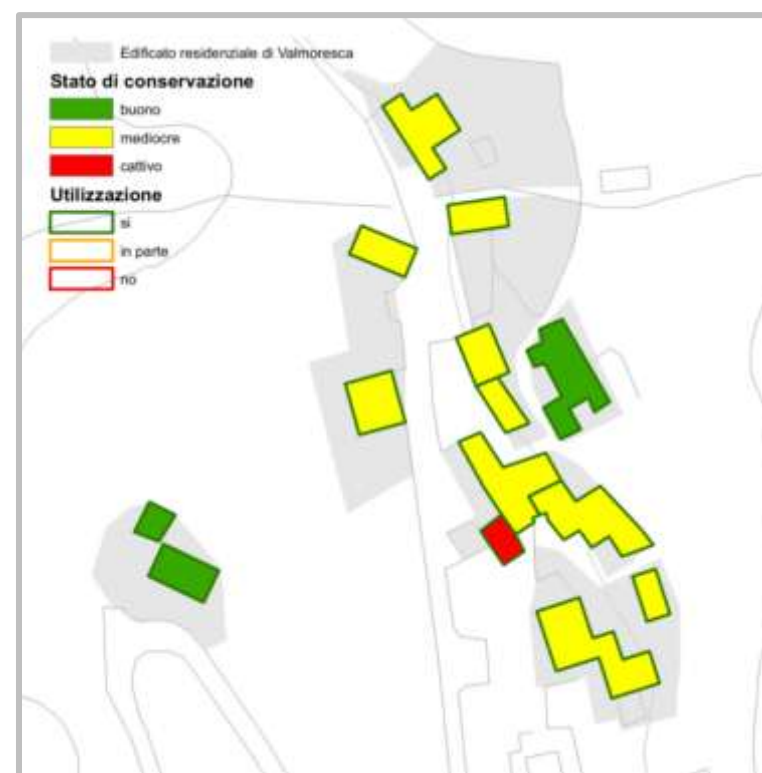 Edificato residenziale di Valmoresca
Stato di conservazione
buono
mediocre
cattivo
Utilizzazione
si
in parte
no